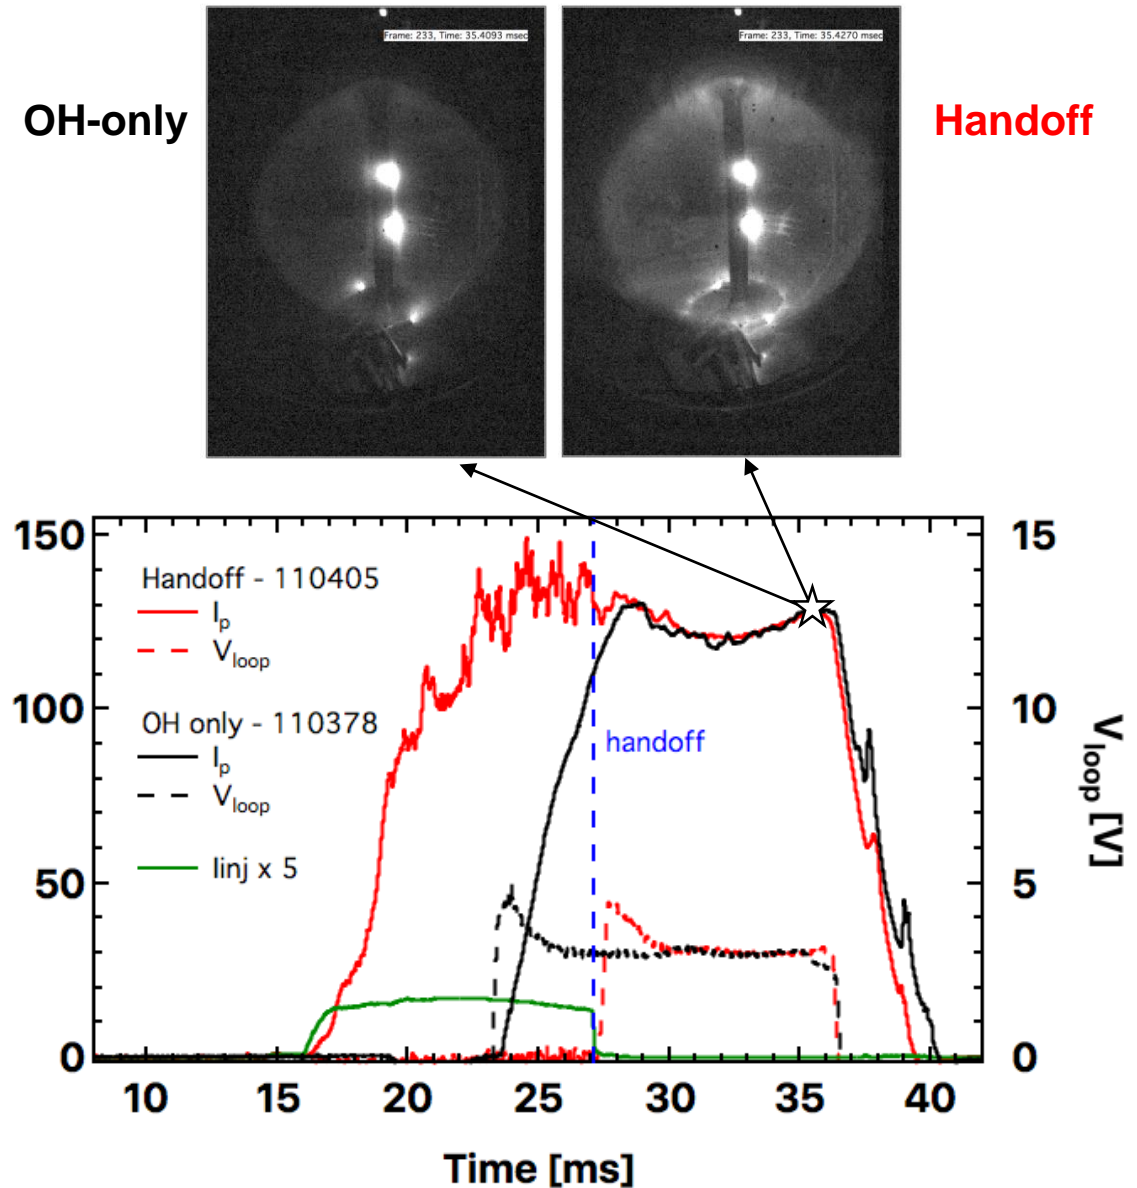 Frame: 233, Time: 35.4093 msec
Frame: 233, Time: 35.4270 msec
OH-only
Handoff
150
100
50
0
15
10
5
0
Handoff - 110405
Ip
Vloop
OH only - 110378
Ip
Vloop
Iinj x 5
handoff
Vloop [V]
10
15
20
25
30
35
40
Time [ms]